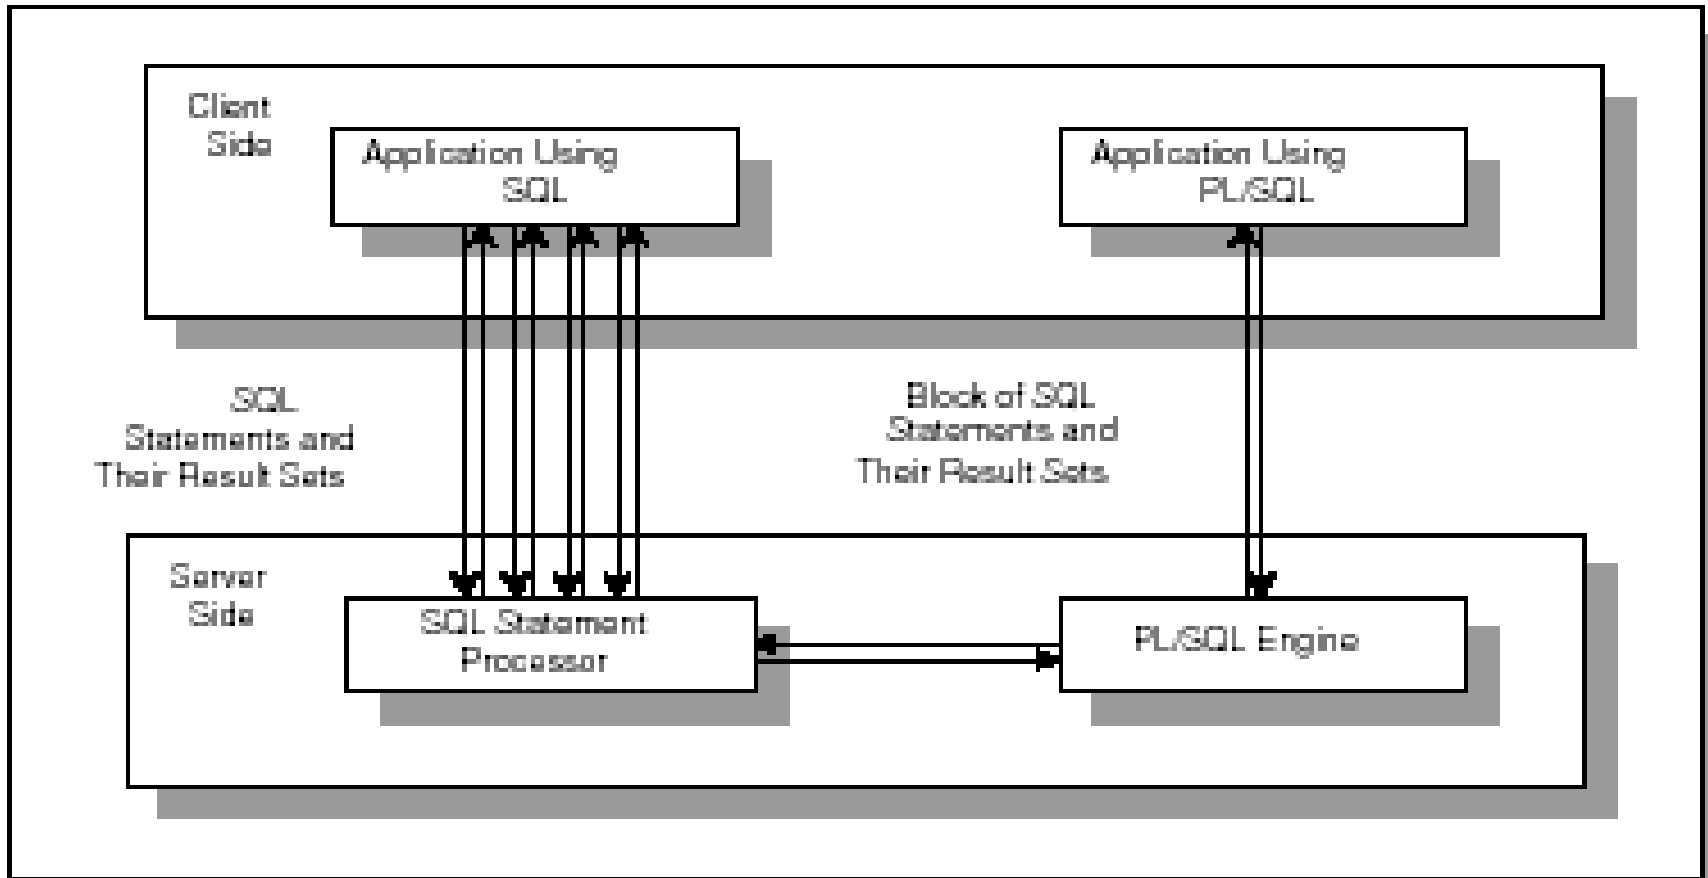 Client
Side
Application Using
SQL
Application Using
PL/SQL
SQL
Statements and
Their Result Sets
Block of SQL
Statements and
Their Result Sets
Server
Side
SQL Statement
Processor
PL/SQL Engine